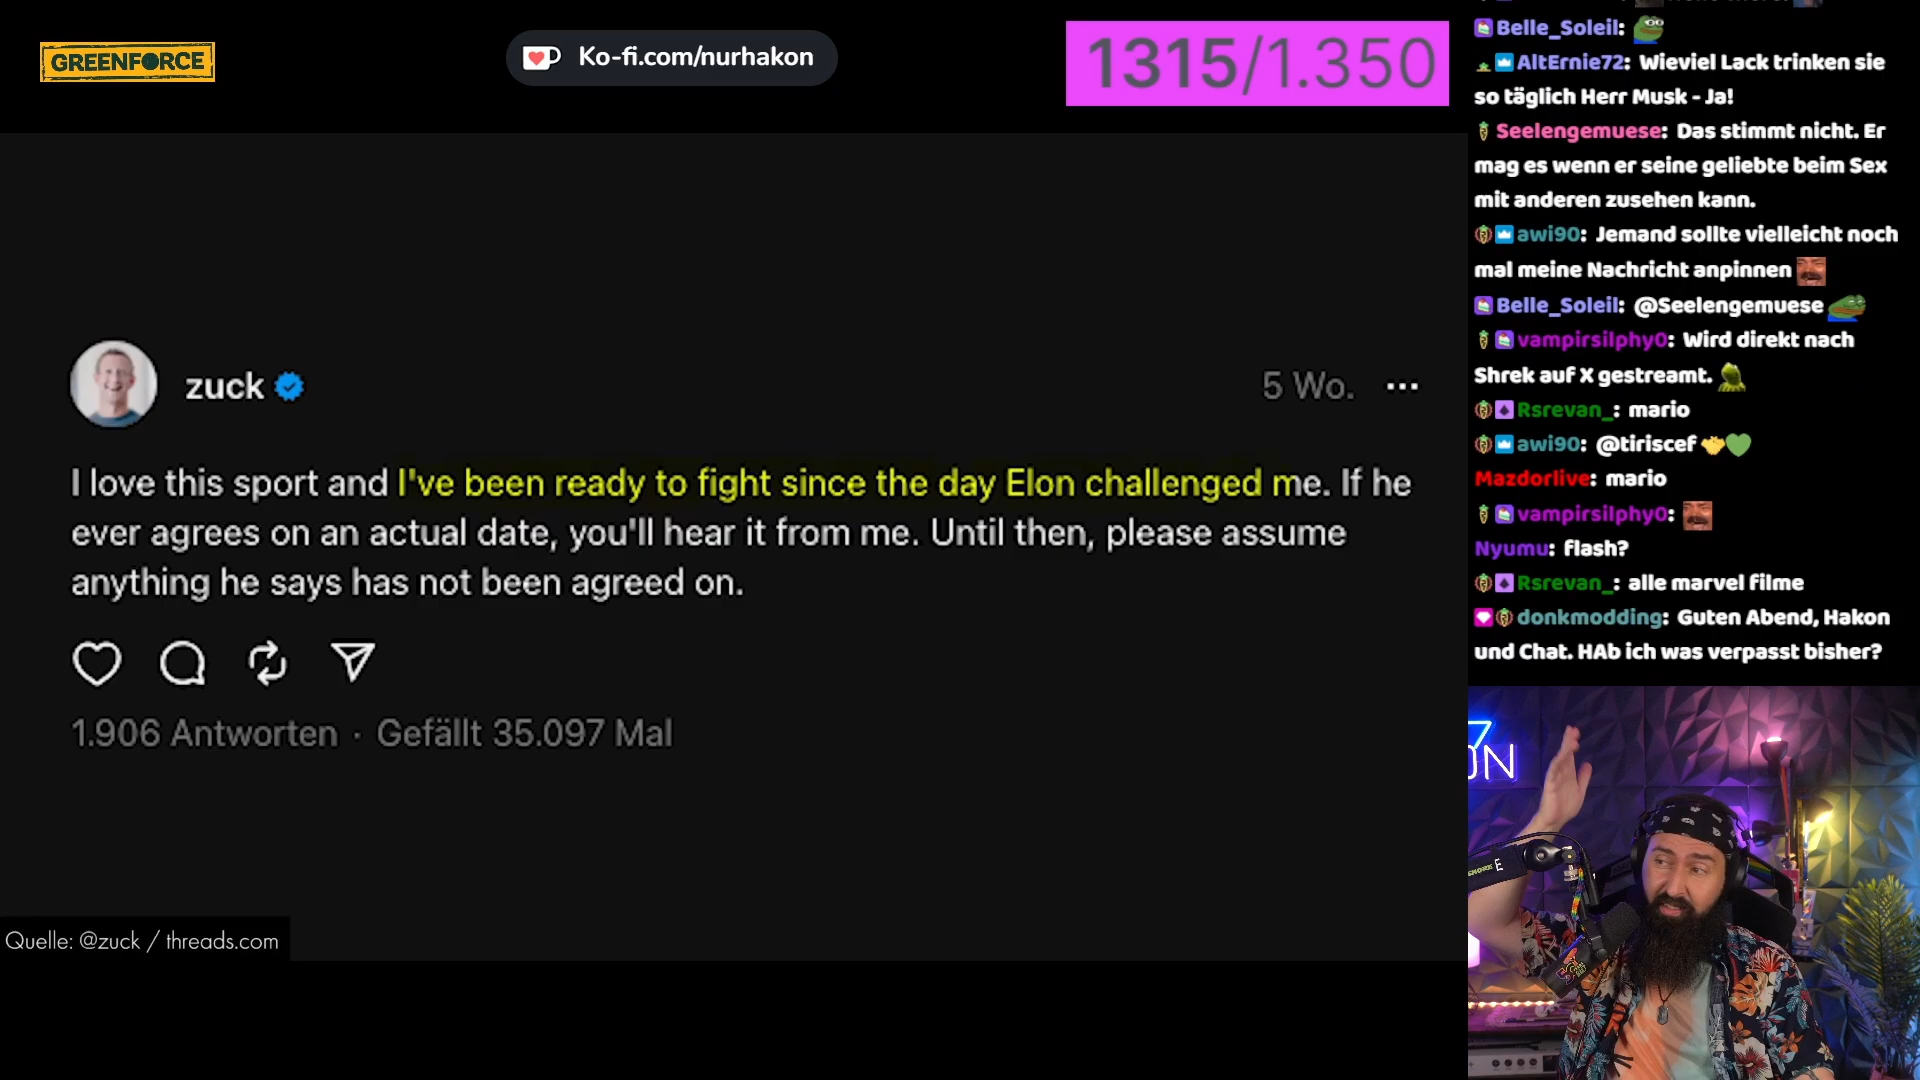 GREENFORCE
Ko-fi.com/nurhakon
1315/1.350
zuck
5 Wo.
I love this sport and I've been ready to fight since the day Elon challenged me. If he
ever agrees on an actual date, you'll hear it from me. Until then, please assume
anything he says has not been agreed on.
1.906 Antworten · Gefällt 35.097 Mal
Quelle: @zuck / threads.com
Belle_Soleil:
AltErnie72: Wieviel Lack trinken sie
so täglich Herr Musk - Ja!
Seelengemuese: Das stimmt nicht. Er
mag es wenn er seine geliebte beim Sex
mit anderen zusehen kann.
awi90: Jemand sollte vielleicht noch
mal meine Nachricht anpinnen
Belle_Soleil: @Seelengemuese
vampirsilphy0: Wird direkt nach
Shrek auf X gestreamt.
Rsrevan_: mario
awi90: @tiriscef
Mazdorlive: mario
vampirsilphy0:
Nyumu: flash?
Rsrevan_: alle marvel filme
donkmodding: Guten Abend, Hakon
und Chat. HAb ich was verpasst bisher?